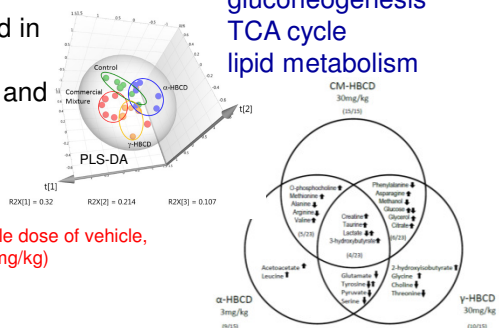 gluconeogenesis
TCA cycle
lipid metabolism
d in
and
Control
α-HBCD
Commercial
Mixture
γ-HBCD
PLS-DA
t[1]
t[2]
R2X[1] = 0.32 R2X[2] = 0.214 R2X[3] = 0.107
le dose of vehicle,
mg/kg)
CM-HBCD
30mg/kg
(15/15)
O-phosphocholine⬆
Methionine⬆
Alanine⬇
Arginine⬇
Valine⬆
(5/23)
Phenylalanine⬇
Asparagine⬆
Methanol⬇
Glucose⬆⬇
Glycerol⬆
Citrate⬆
(6/23)
Creatine⬆
Taurine⬆
Lactate⬇⬆
3-hydroxybutyrate⬆
(4/23)
Acetoacetate⬆
Leucine⬆
Glutamate⬇
Tyrosine⬇⬆
Pyruvate⬇
Serine⬇
2-hydroxyisobutyrate⬆
Glycine⬆
Choline⬇
Threonine⬇
α-HBCD
3mg/kg
(9/15)
γ-HBCD
30mg/kg
(10/15)